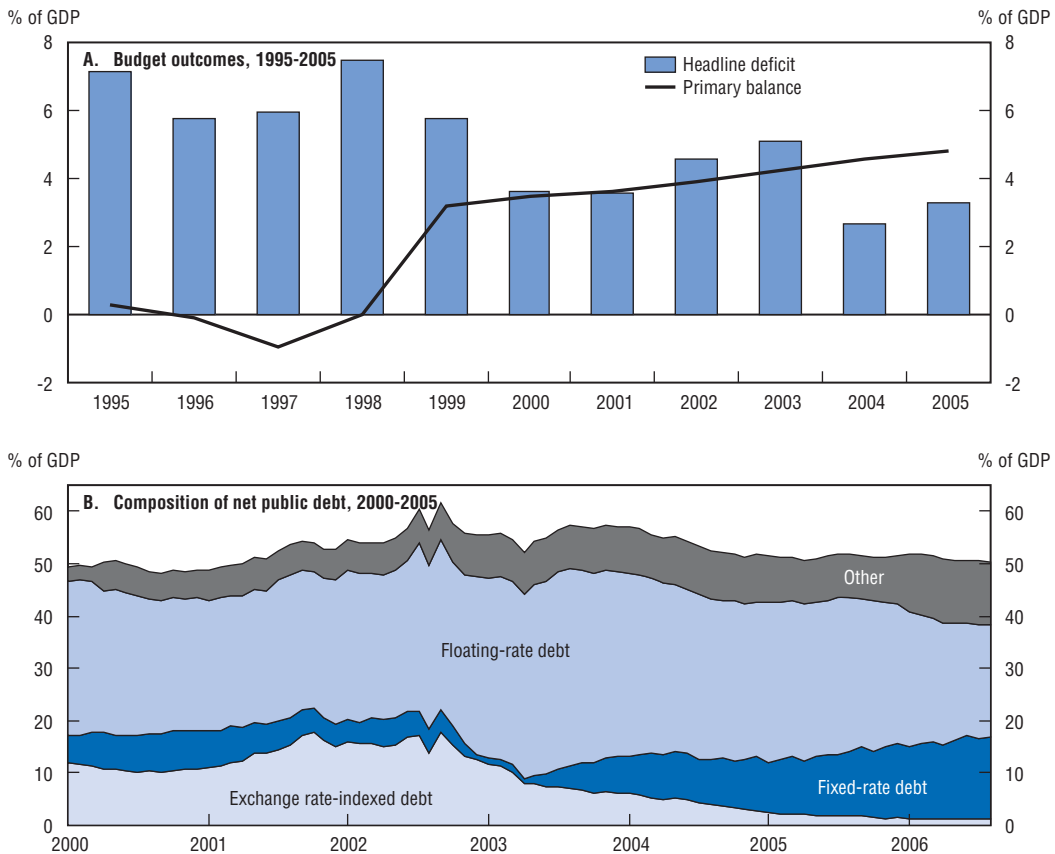 % of GDP % of GDP
8 8
A. Budget outcomes, 1995-2005
Headline deficit
Primary balance
6 6
4 4
2 2
0 0
-2 -2
1995 1996 1997 1998 1999 2000 2001 2002 2003 2004 2005
% of GDP % of GDP
B. Composition of net public debt, 2000-2005
60 60
50 50
Other
40 40
Floating-rate debt
30 30
20 20
10 10
Fixed-rate debt
Exchange rate-indexed debt
0 0
2000 2001 2002 2003 2004 2005 2006